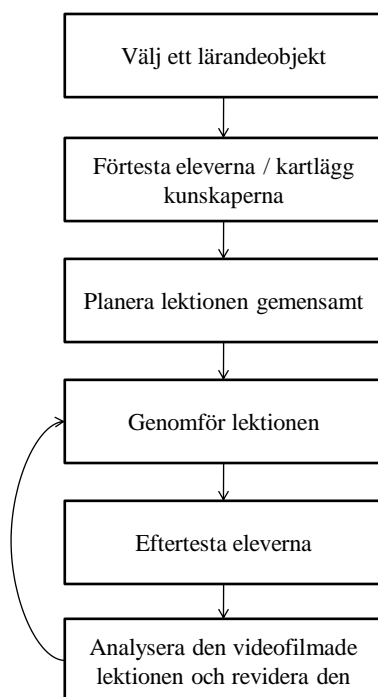 Välj ett lärandeobjekt
Förtesta eleverna / kartlägg
kunskaperna
Planera lektionen gemensamt
Genomför lektionen
Eftertesta eleverna
Analysera den videofilmade
lektionen och revidera den